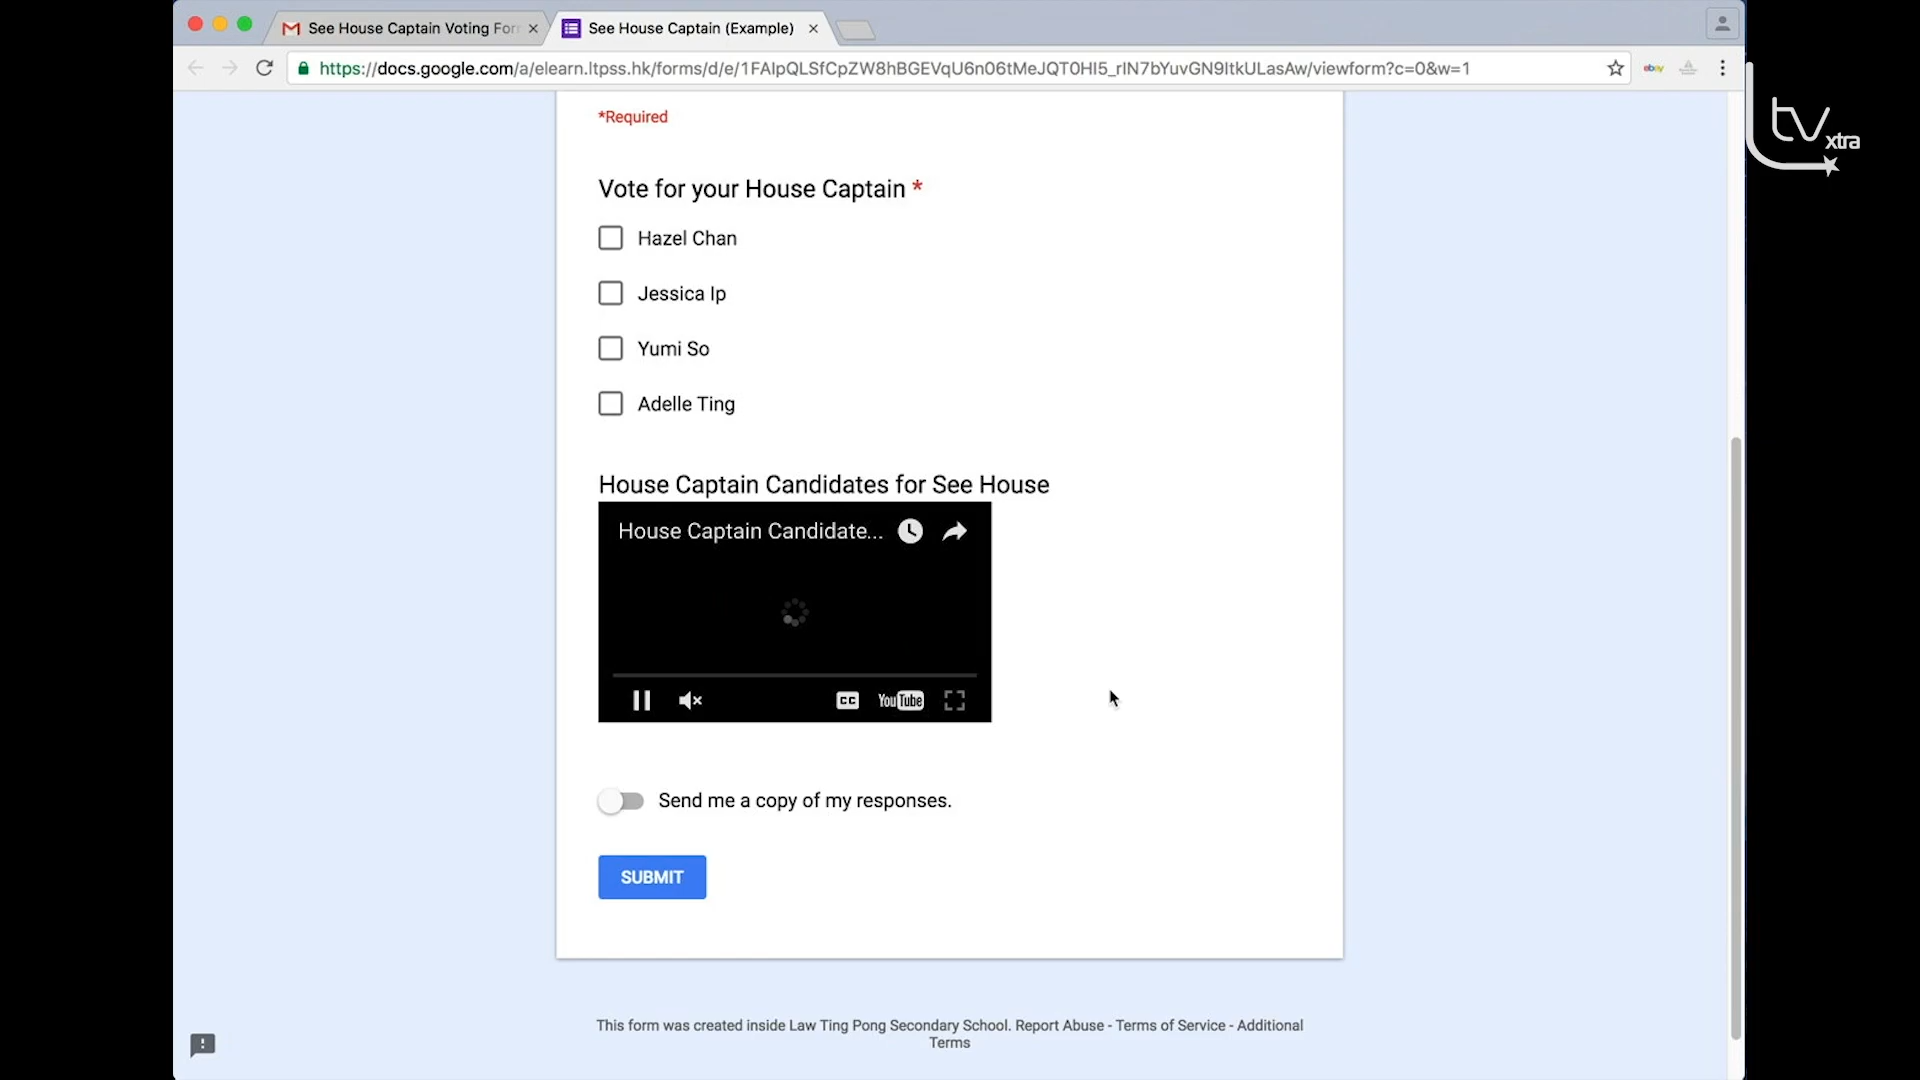 See House Captain Voting For
See House Captain (Example)
https://docs.google.com/a/elearn.ltpss.hk/forms/d/e/1FAIpQLSfCpZW8hBGEVqU6n06tMeJQT0HI5_rIN7bYuvGN9ItkULasAw/viewform?c=0&w=1
ebay
tv xtra
*Required
Vote for your House Captain *
Hazel Chan
Jessica Ip
Yumi So
Adelle Ting
House Captain Candidates for See House
House Captain Candidate...
CC
YouTube
Send me a copy of my responses.
SUBMIT
This form was created inside Law Ting Pong Secondary School. Report Abuse - Terms of Service - Additional
Terms